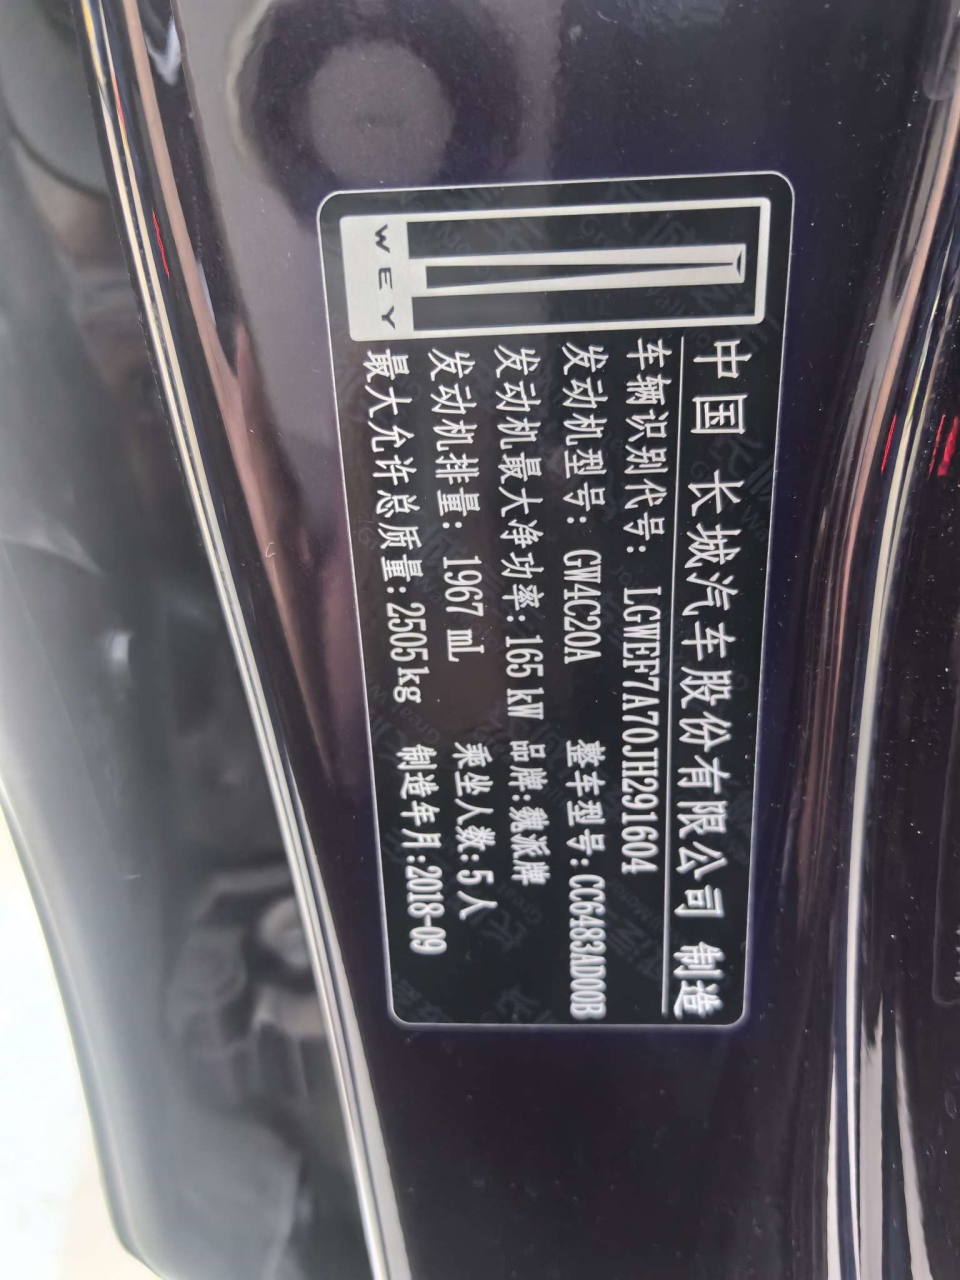 WEY
中国 长城汽车股份有限公司 制造
车辆识别代号: LGWEF7A70JH291604
发动机型号: GW4C20A 整车型号:CC6483AD00B
发动机最大净功率:165 kW 品牌:魏派牌
发动机排量: 1967 mL 乘坐人数:5人
最大允许总质量:2505kg 制造年月:2018-09